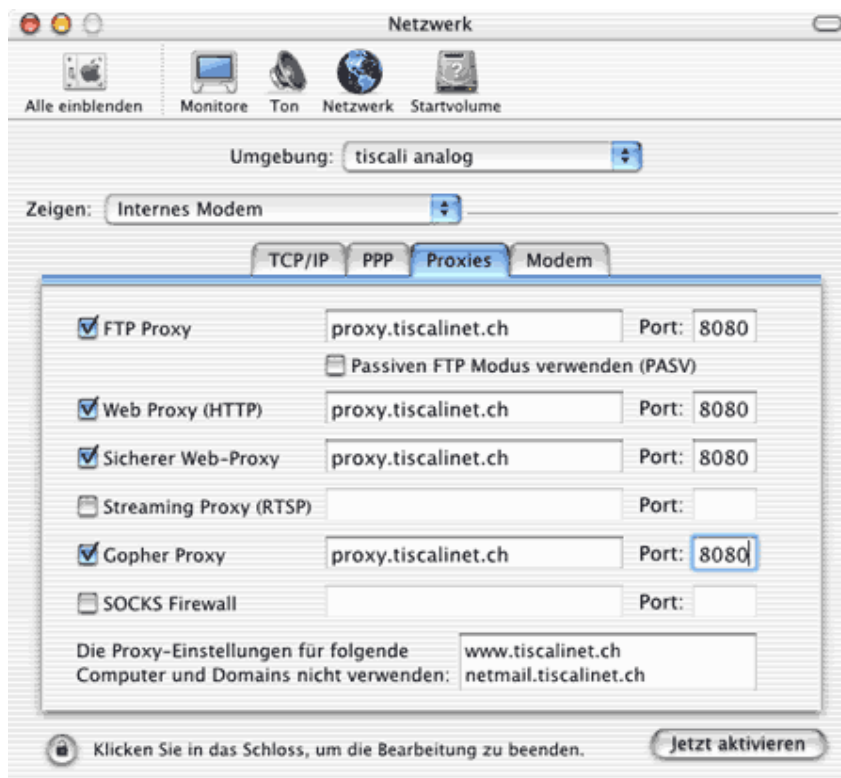 Netzwerk
Alle einblenden Monitore Ton Netzwerk Startvolume
Umgebung: tiscali analog
Zeigen: Internes Modem
TCP/IP PPP Proxies Modem
FTP Proxy proxy.tiscalinet.ch Port: 8080
Passiven FTP Modus verwenden (PASV)
Web Proxy (HTTP) proxy.tiscalinet.ch Port: 8080
Sicherer Web-Proxy proxy.tiscalinet.ch Port: 8080
Streaming Proxy (RTSP) Port:
Gopher Proxy proxy.tiscalinet.ch Port: 8080
SOCKS Firewall Port:
Die Proxy-Einstellungen für folgende www.tiscalinet.ch
Computer und Domains nicht verwenden: netmail.tiscalinet.ch
Klicken Sie in das Schloss, um die Bearbeitung zu beenden. Jetzt aktivieren